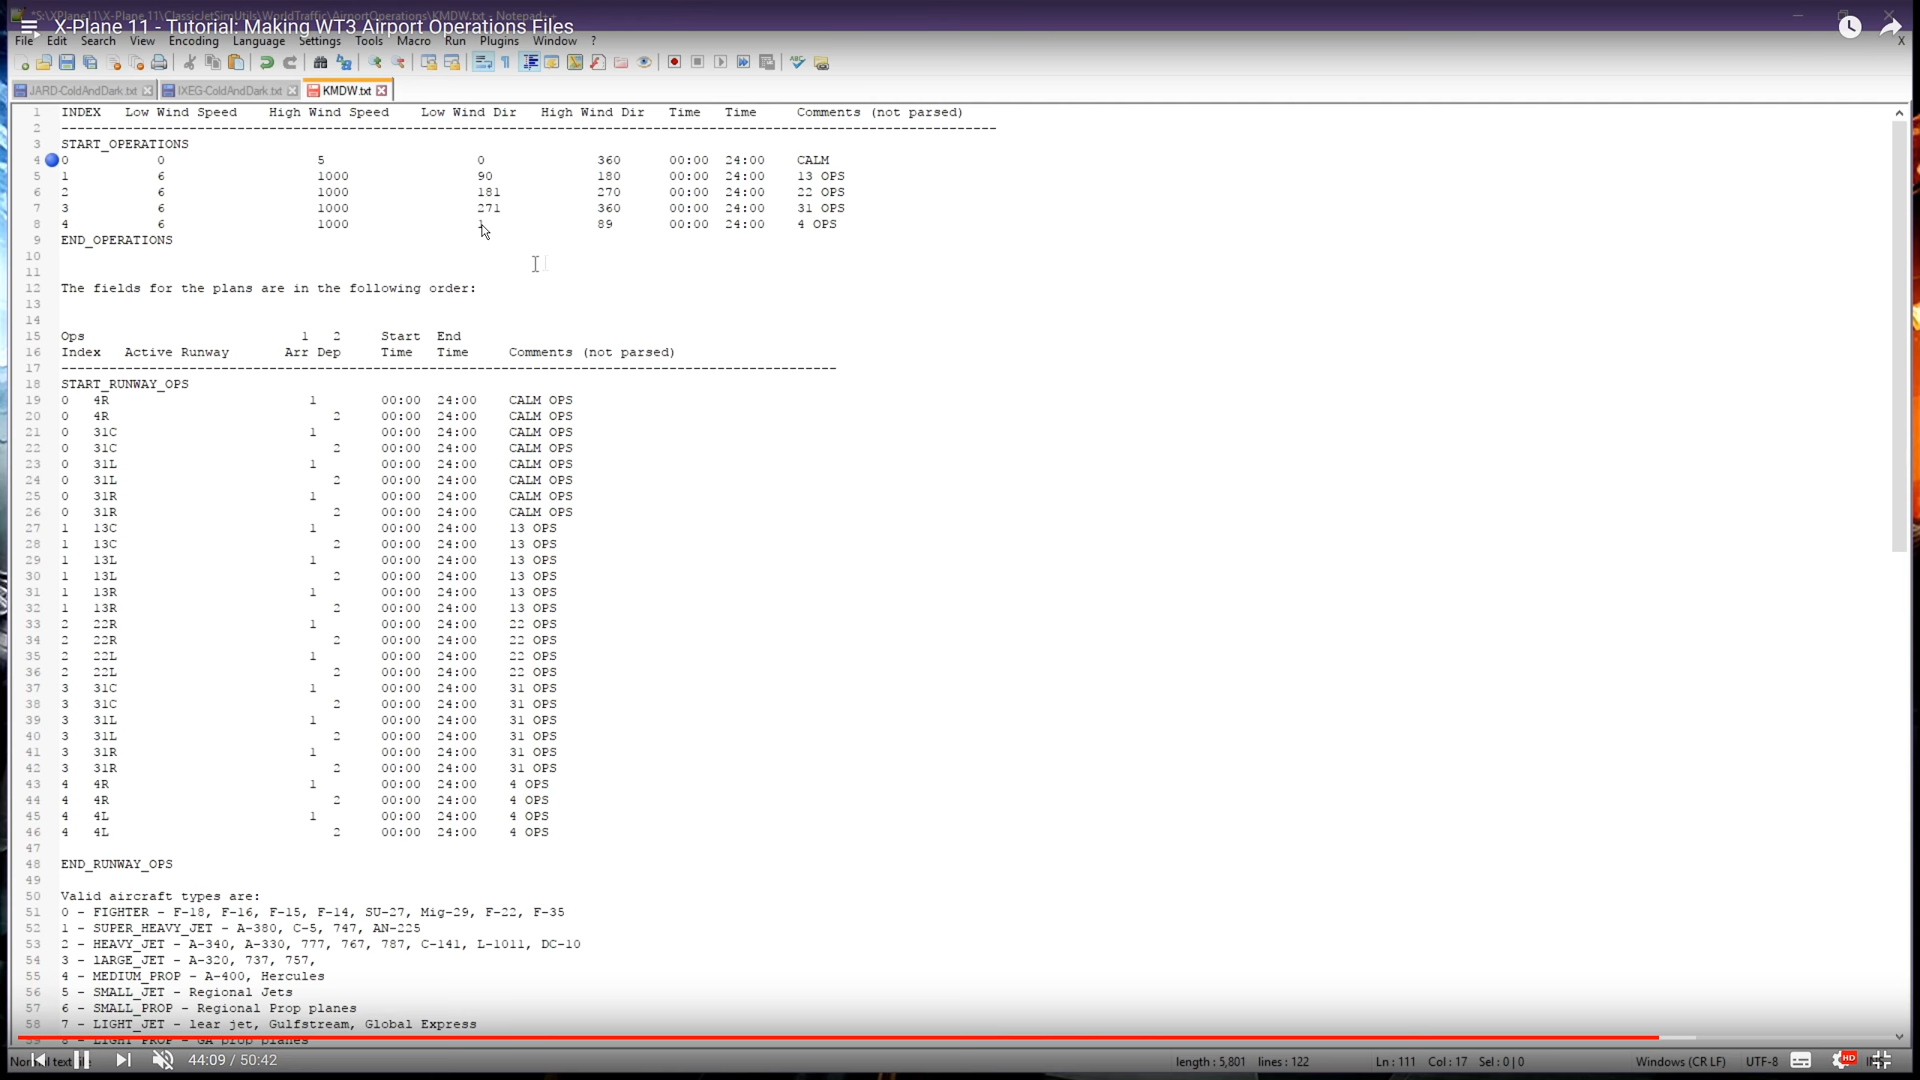 *S:\XPlane11\X-Plane 11\ClassicJetSimUtils\WorldTraffic\AirportOperations\KMDW.txt - Notepad++
X-Plane 11 - Tutorial: Making WT3 Airport Operations Files
File Edit Search View Encoding Language Settings Tools Macro Run Plugins Window ? X
JARD-ColdAndDark.txt IXEG-ColdAndDark.txt KMDW.txt
1 INDEX Low Wind Speed High Wind Speed Low Wind Dir High Wind Dir Time Time Comments (not parsed)
2 ---------------------------------------------------------------------------------------------------------------------
3 START_OPERATIONS
4 0 0 5 0 360 00:00 24:00 CALM
5 1 6 1000 90 180 00:00 24:00 13 OPS
6 2 6 1000 181 270 00:00 24:00 22 OPS
7 3 6 1000 271 360 00:00 24:00 31 OPS
8 4 6 1000 1 89 00:00 24:00 4 OPS
9 END_OPERATIONS
10
11
12 The fields for the plans are in the following order:
13
14
15 Ops 1 2 Start End
16 Index Active Runway Arr Dep Time Time Comments (not parsed)
17 -------------------------------------------------------------------------------------------------
18 START_RUNWAY_OPS
19 0 4R 1 00:00 24:00 CALM OPS
20 0 4R 2 00:00 24:00 CALM OPS
21 0 31C 1 00:00 24:00 CALM OPS
22 0 31C 2 00:00 24:00 CALM OPS
23 0 31L 1 00:00 24:00 CALM OPS
24 0 31L 2 00:00 24:00 CALM OPS
25 0 31R 1 00:00 24:00 CALM OPS
26 0 31R 2 00:00 24:00 CALM OPS
27 1 13C 1 00:00 24:00 13 OPS
28 1 13C 2 00:00 24:00 13 OPS
29 1 13L 1 00:00 24:00 13 OPS
30 1 13L 2 00:00 24:00 13 OPS
31 1 13R 1 00:00 24:00 13 OPS
32 1 13R 2 00:00 24:00 13 OPS
33 2 22R 1 00:00 24:00 22 OPS
34 2 22R 2 00:00 24:00 22 OPS
35 2 22L 1 00:00 24:00 22 OPS
36 2 22L 2 00:00 24:00 22 OPS
37 3 31C 1 00:00 24:00 31 OPS
38 3 31C 2 00:00 24:00 31 OPS
39 3 31L 1 00:00 24:00 31 OPS
40 3 31L 2 00:00 24:00 31 OPS
41 3 31R 1 00:00 24:00 31 OPS
42 3 31R 2 00:00 24:00 31 OPS
43 4 4R 1 00:00 24:00 4 OPS
44 4 4R 2 00:00 24:00 4 OPS
45 4 4L 1 00:00 24:00 4 OPS
46 4 4L 2 00:00 24:00 4 OPS
47
48 END_RUNWAY_OPS
49
50 Valid aircraft types are:
51 0 - FIGHTER - F-18, F-16, F-15, F-14, SU-27, Mig-29, F-22, F-35
52 1 - SUPER_HEAVY_JET - A-380, C-5, 747, AN-225
53 2 - HEAVY_JET - A-340, A-330, 777, 767, 787, C-141, L-1011, DC-10
54 3 - lARGE_JET - A-320, 737, 757,
55 4 - MEDIUM_PROP - A-400, Hercules
56 5 - SMALL_JET - Regional Jets
57 6 - SMALL_PROP - Regional Prop planes
58 7 - LIGHT_JET - lear jet, Gulfstream, Global Express
59 8 - LIGHT_PROP - GA prop planes
44:09 / 50:42 length : 5,801 lines : 122 Ln : 111 Col : 17 Sel : 0 | 0 Windows (CR LF) UTF-8 HD